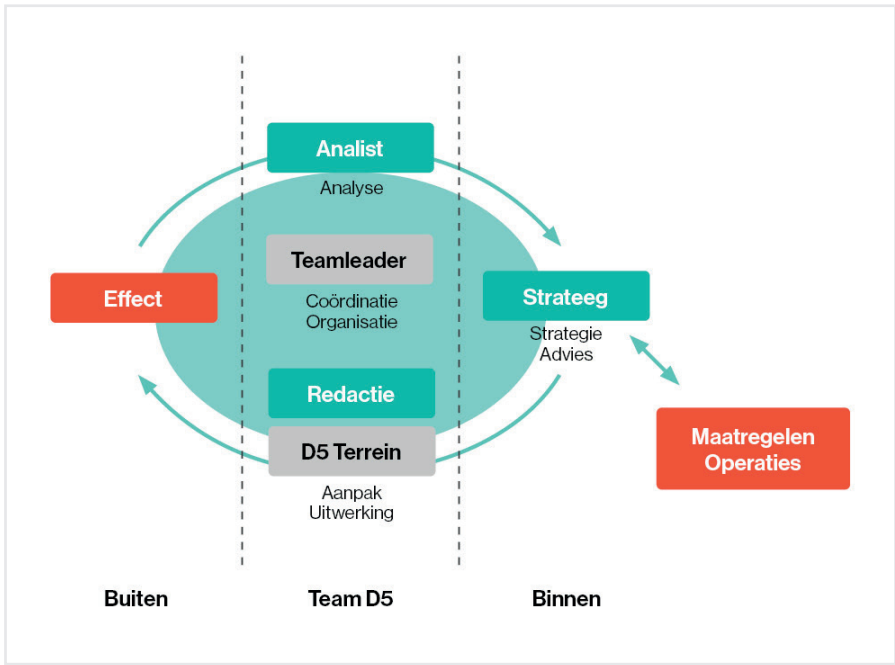 Analist
Analyse
Teamleader
Coördinatie
Organisatie
Effect
Strateeg
Strategie
Advies
Redactie
D5 Terrein
Aanpak
Uitwerking
Maatregelen
Operaties
Buiten
Team D5
Binnen